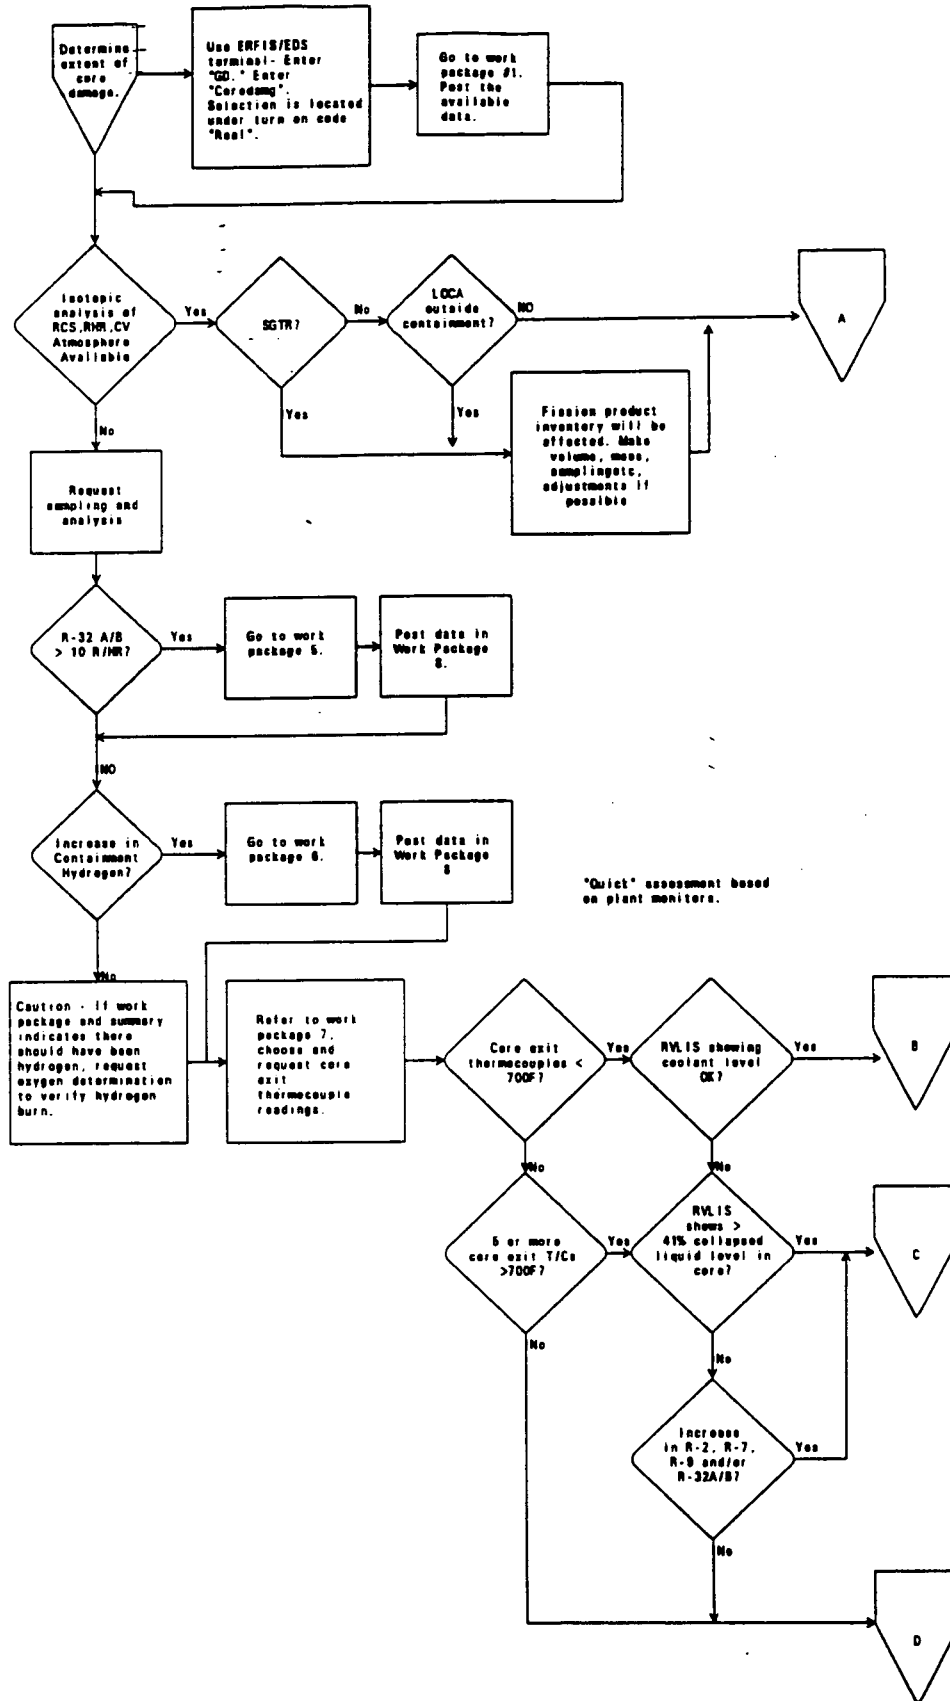 Determine
extent of
core
damage.
Use ERFIS/EDS
terminal- Enter
"GD." Enter
"Coredamg".
Selection is located
under turn on code
"Real".
Go to work
package #1.
Post the
available
data.
Isotopic
analysis of
RCS,RHR,CV
Atmosphere
Available
Yes
SGTR?
No
LOCA
outside
containment?
NO
A
Yes
Yes
Fission product
inventory will be
affected. Make
volume, mass,
samplingetc,
adjustments if
possible
No
Request
sampling and
analysis
R-32 A/B
> 10 R/HR?
Yes
Go to work
package 5.
Post data in
Work Package
8.
NO
Increase in
Containment
Hydrogen?
Yes
Go to work
package 6.
Post data in
Work Package
8
"Quick" assessment based
on plant monitors.
No
Caution - If work
package and summary
indicates there
should have been
hydrogen, request
oxygen determination
to verify hydrogen
burn.
Refer to work
package 7,
choose and
request core
exit
thermocouple
readings.
Core exit
thermocouples <
700F?
Yes
RVLIS showing
coolant level
OK?
Yes
B
No
No
5 or more
core exit T/Cs
>700F?
Yes
RVLIS
shows >
41% collapsed
liquid level in
core?
Yes
C
No
No
Increase
in R-2, R-7,
R-9 and/or
R-32A/B?
Yes
No
D